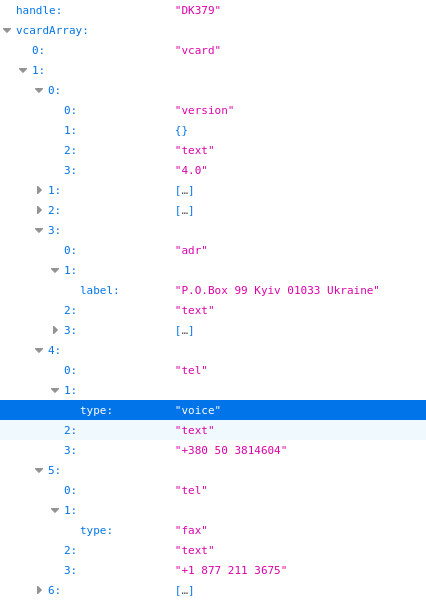 handle: "DK379"
vcardArray:
0: "vcard"
1:
0:
0: "version"
1: {}
2: "text"
3: "4.0"
1: […]
2: […]
3:
0: "adr"
1:
label: "P.O.Box 99 Kyiv 01033 Ukraine"
2: "text"
3: […]
4:
0: "tel"
1:
type: "voice"
2: "text"
3: "+380 50 3814604"
5:
0: "tel"
1:
type: "fax"
2: "text"
3: "+1 877 211 3675"
6: […]